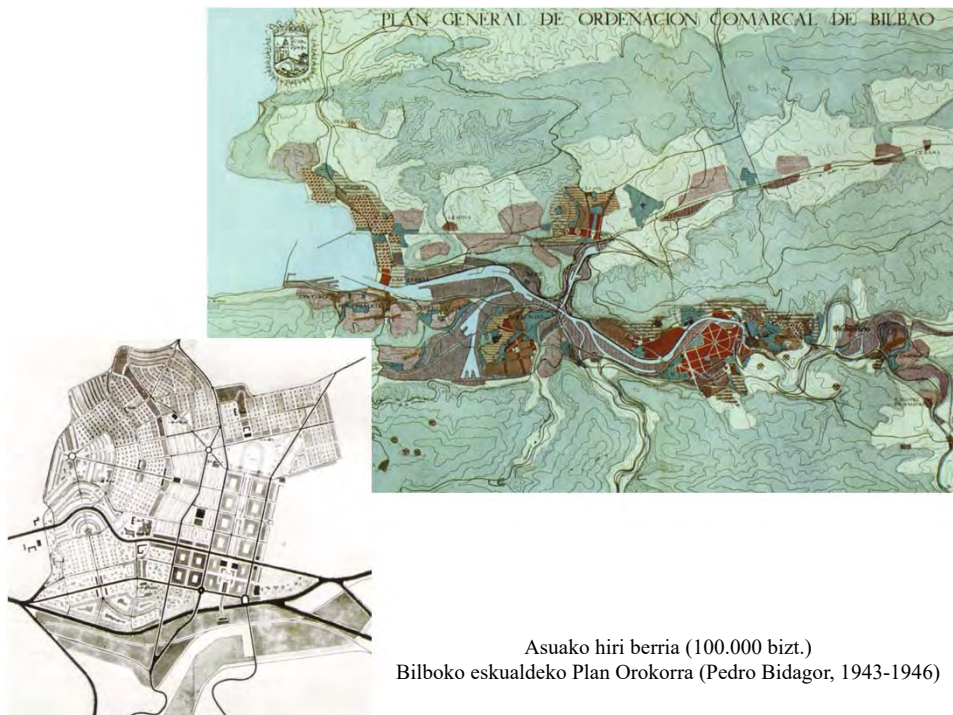 PLAN GENERAL DE ORDENACION COMARCAL DE BILBAO
Asuako hiri berria (100.000 bizt.)
Bilboko eskualdeko Plan Orokorra (Pedro Bidagor, 1943-1946)